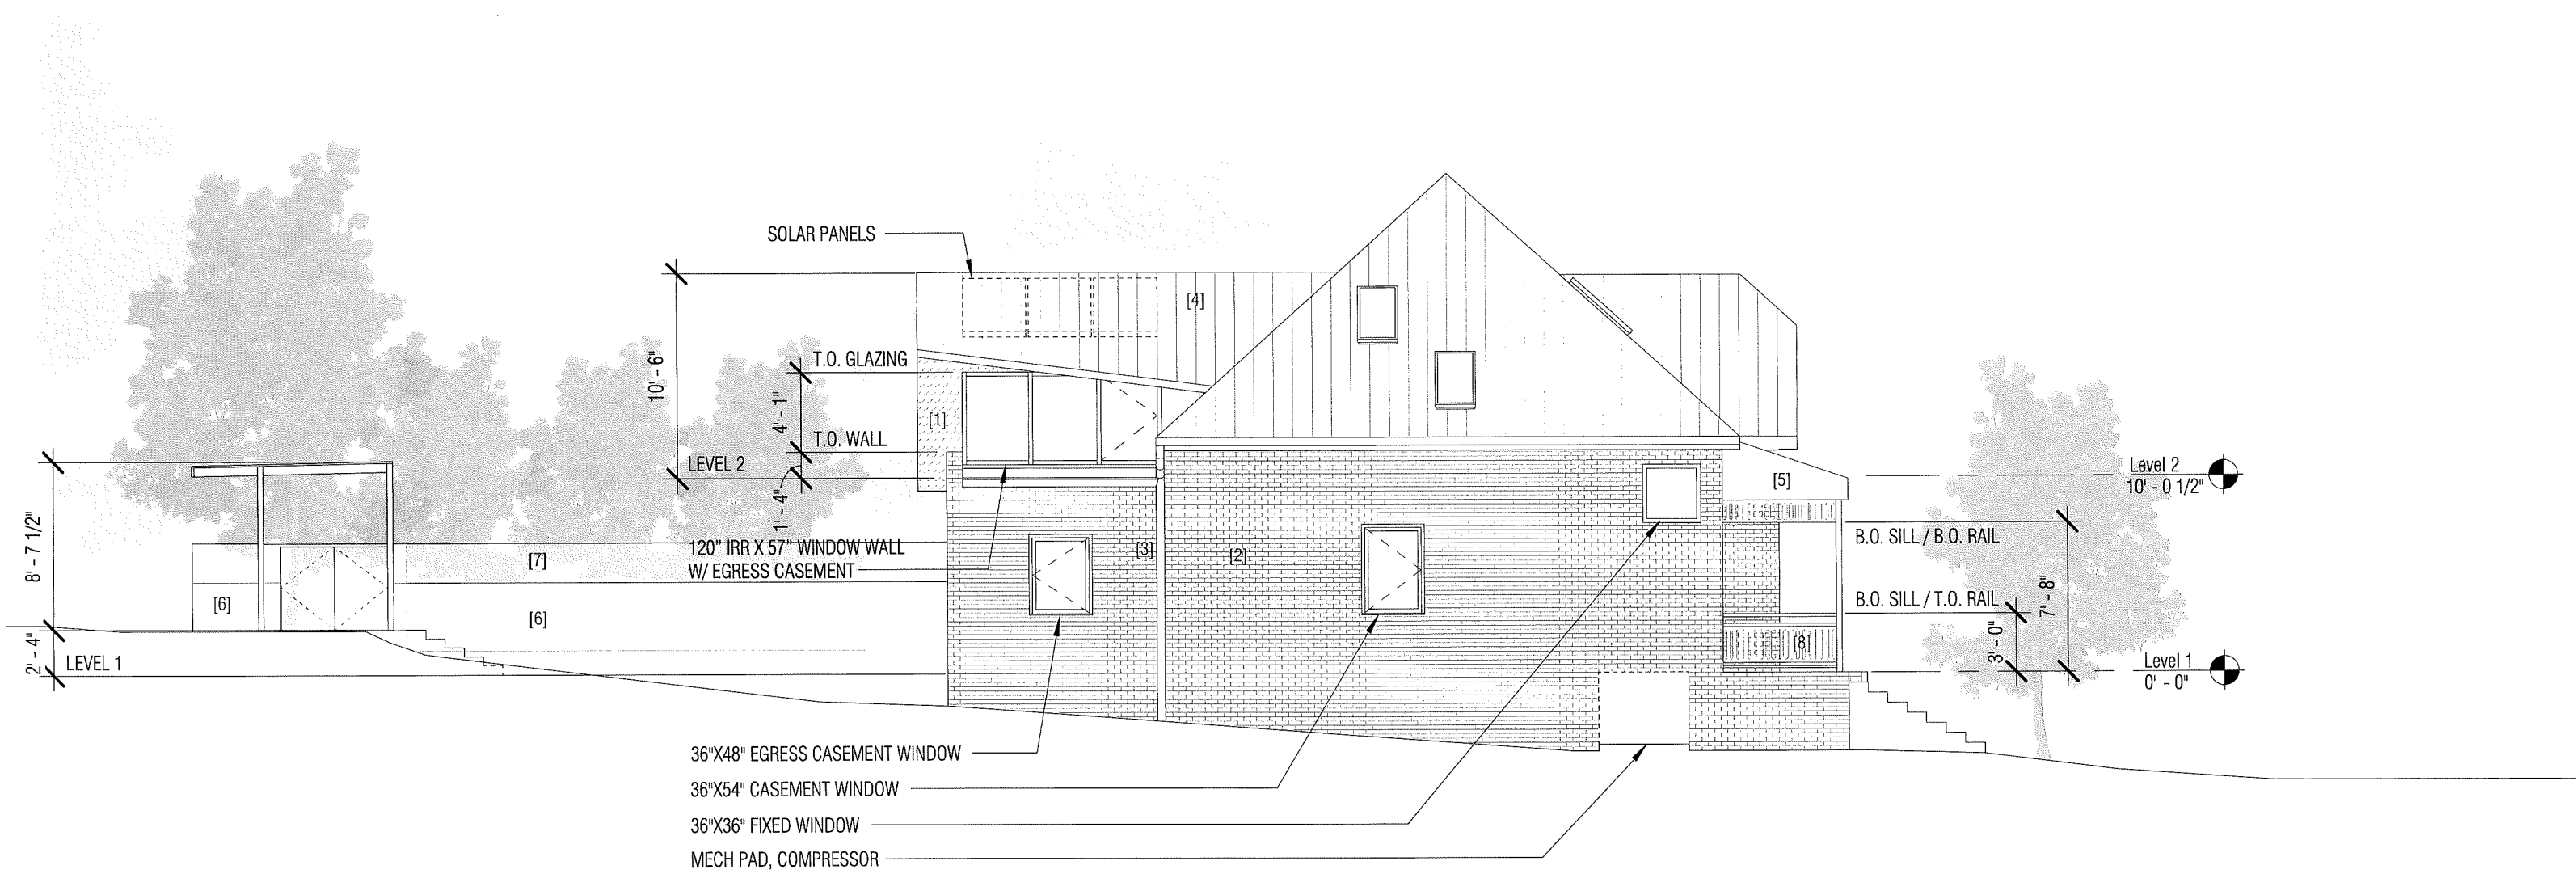 SOLAR PANELS
[4]
10' - 6"
T.O. GLAZING
4' - 1"
[1]
T.O. WALL
LEVEL 2
1' - 4"
Level 2
10' - 0 1/2"
[5]
8' - 7 1/2"
B.O. SILL / B.O. RAIL
120" IRR X 57" WINDOW WALL
W/ EGRESS CASEMENT
[3]
[2]
[7]
[6]
[6]
B.O. SILL / T.O. RAIL
7' - 8"
3' - 0"
[8]
2' - 4"
LEVEL 1
Level 1
0' - 0"
36"X48" EGRESS CASEMENT WINDOW
36"X54" CASEMENT WINDOW
36"X36" FIXED WINDOW
MECH PAD, COMPRESSOR